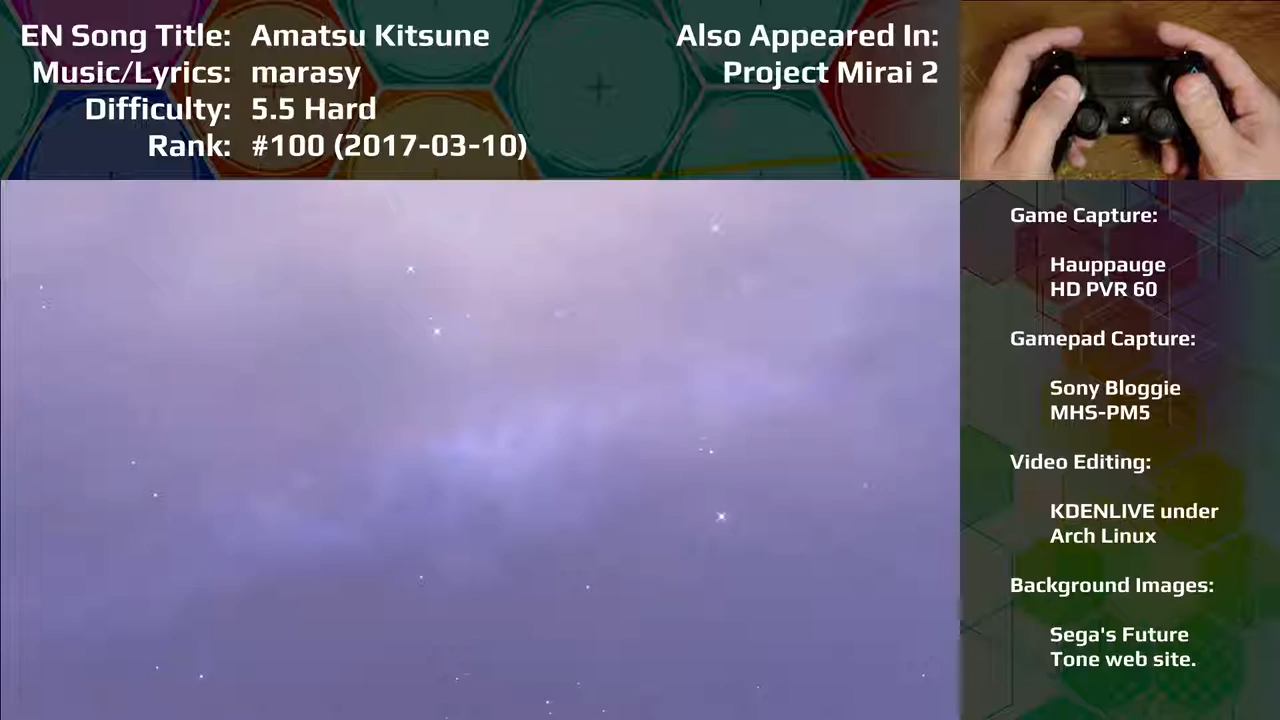 EN Song Title: Amatsu Kitsune
Music/Lyrics: marasy
Difficulty: 5.5 Hard
Rank: #100 (2017-03-10)
Also Appeared In:
Project Mirai 2
Game Capture:
Hauppauge
HD PVR 60
Gamepad Capture:
Sony Bloggie
MHS-PM5
Video Editing:
KDENLIVE under
Arch Linux
Background Images:
Sega's Future
Tone web site.